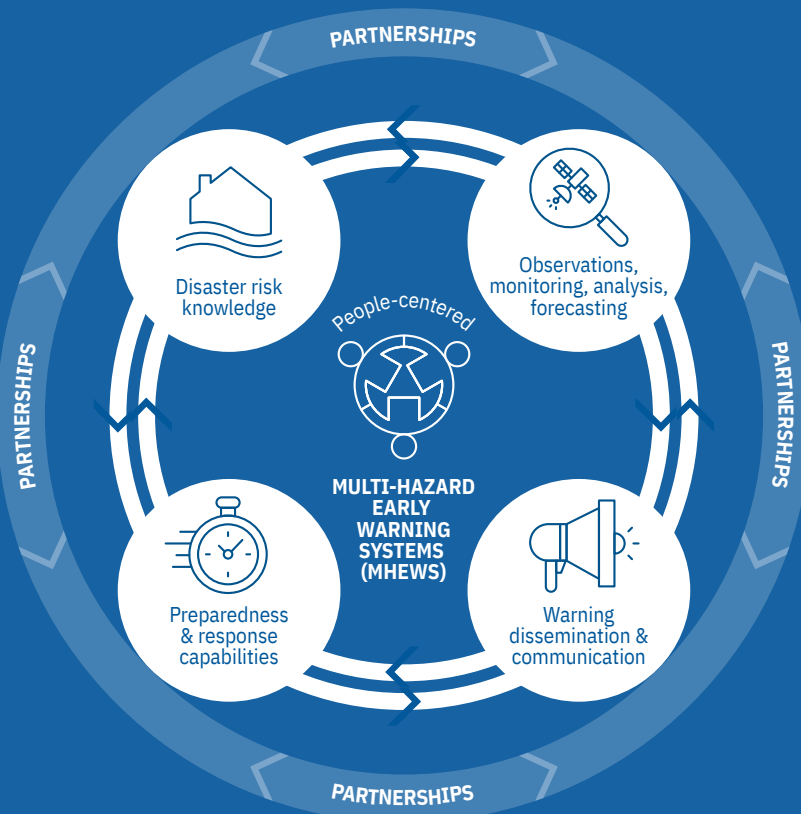 PARTNERSHIPS
Disaster risk
knowledge
Observations,
monitoring, analysis,
forecasting
People-centered
PARTNERSHIPS
PARTNERSHIPS
MULTI-HAZARD
EARLY
WARNING
SYSTEMS
(MHEWS)
Preparedness
& response
capabilities
Warning
dissemination &
communication
PARTNERSHIPS